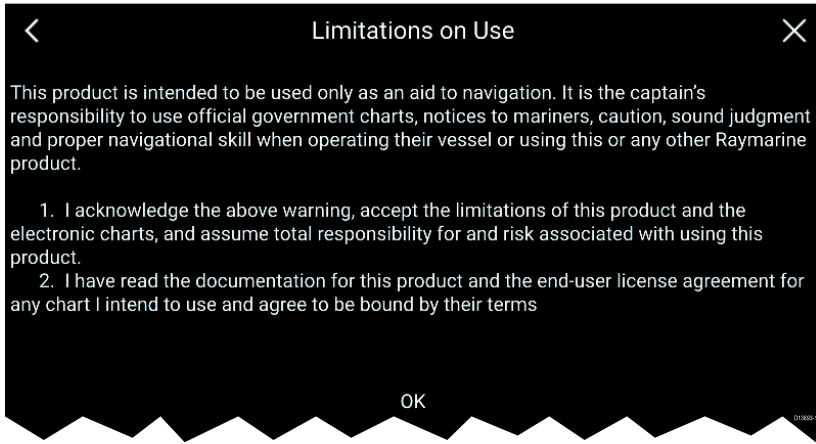 Limitations on Use
This product is intended to be used only as an aid to navigation. It is the captain's
responsibility to use official government charts, notices to mariners, caution, sound judgment
and proper navigational skill when operating their vessel or using this or any other Raymarine
product.
1. I acknowledge the above warning, accept the limitations of this product and the
electronic charts, and assume total responsibility for and risk associated with using this
product.
2. I have read the documentation for this product and the end-user license agreement for
any chart I intend to use and agree to be bound by their terms
OK
D13693-1